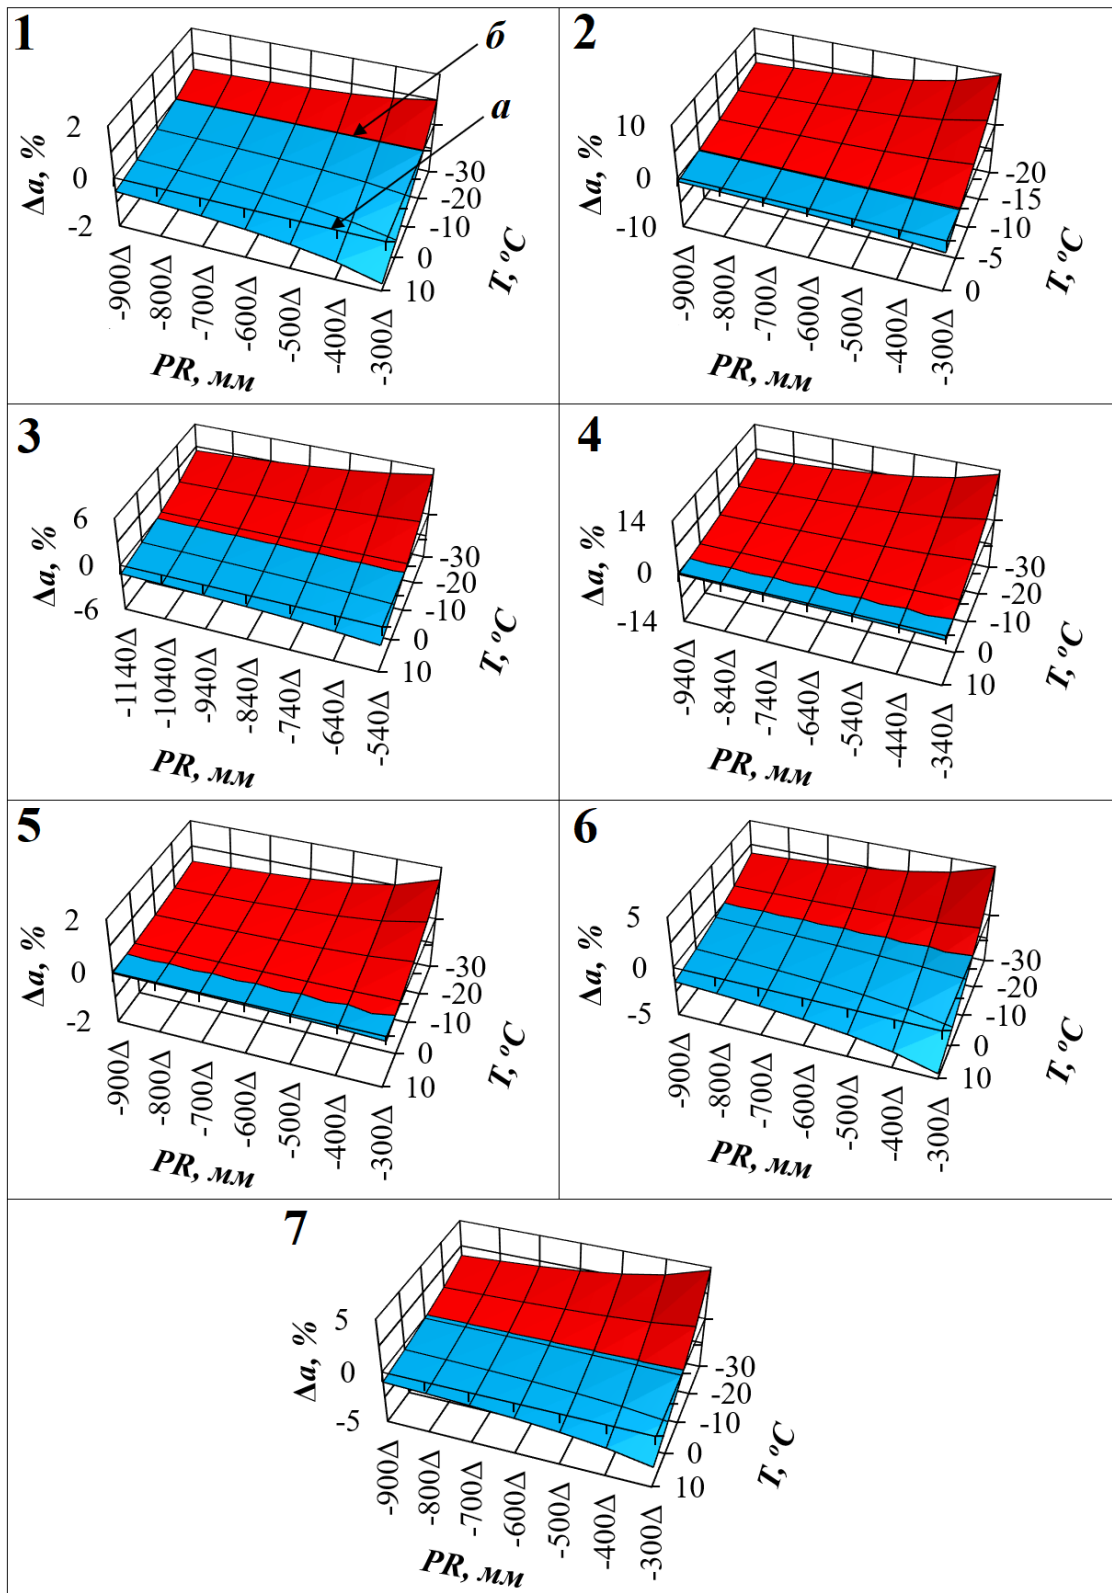 1
б
а
Δa, %
2
0
-2
-30
-20
-10
0
10
T, °C
-900Δ
-800Δ
-700Δ
-600Δ
-500Δ
-400Δ
-300Δ
PR, мм
2
Δa, %
10
0
-10
-20
-15
-10
-5
0
T, °C
-900Δ
-800Δ
-700Δ
-600Δ
-500Δ
-400Δ
-300Δ
PR, мм
3
Δa, %
6
0
-6
-30
-20
-10
0
10
T, °C
-1140Δ
-1040Δ
-940Δ
-840Δ
-740Δ
-640Δ
-540Δ
PR, мм
4
Δa, %
14
0
-14
-30
-20
-10
0
10
T, °C
-940Δ
-840Δ
-740Δ
-640Δ
-540Δ
-440Δ
-340Δ
PR, мм
5
Δa, %
2
0
-2
-30
-20
-10
0
10
T, °C
-900Δ
-800Δ
-700Δ
-600Δ
-500Δ
-400Δ
-300Δ
PR, мм
6
Δa, %
5
0
-5
-30
-20
-10
0
10
T, °C
-900Δ
-800Δ
-700Δ
-600Δ
-500Δ
-400Δ
-300Δ
PR, мм
7
Δa, %
5
0
-5
-30
-20
-10
0
10
T, °C
-900Δ
-800Δ
-700Δ
-600Δ
-500Δ
-400Δ
-300Δ
PR, мм